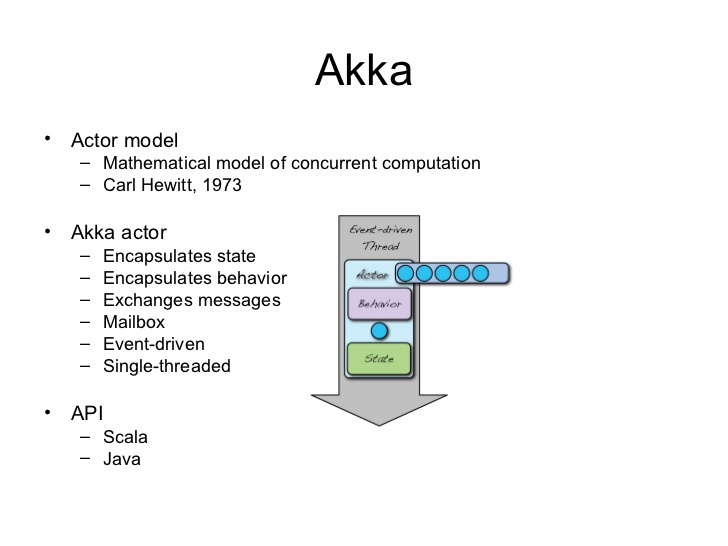 Akka
• Actor model
– Mathematical model of concurrent computation
– Carl Hewitt, 1973
• Akka actor
– Encapsulates state
– Encapsulates behavior
– Exchanges messages
– Mailbox
– Event-driven
– Single-threaded
• API
– Scala
– Java
Event-driven
Thread
Actor
Behavior
State